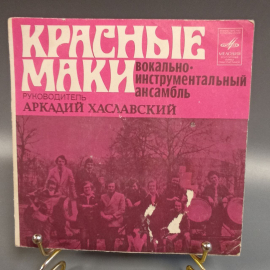 КРАСНЫЕ
МАКИ
ВОКАЛЬНО-
ИНСТРУМЕНТАЛЬНЫЙ
АНСАМБЛЬ
РУКОВОДИТЕЛЬ
АРКАДИЙ ХАСЛАВСКИЙ